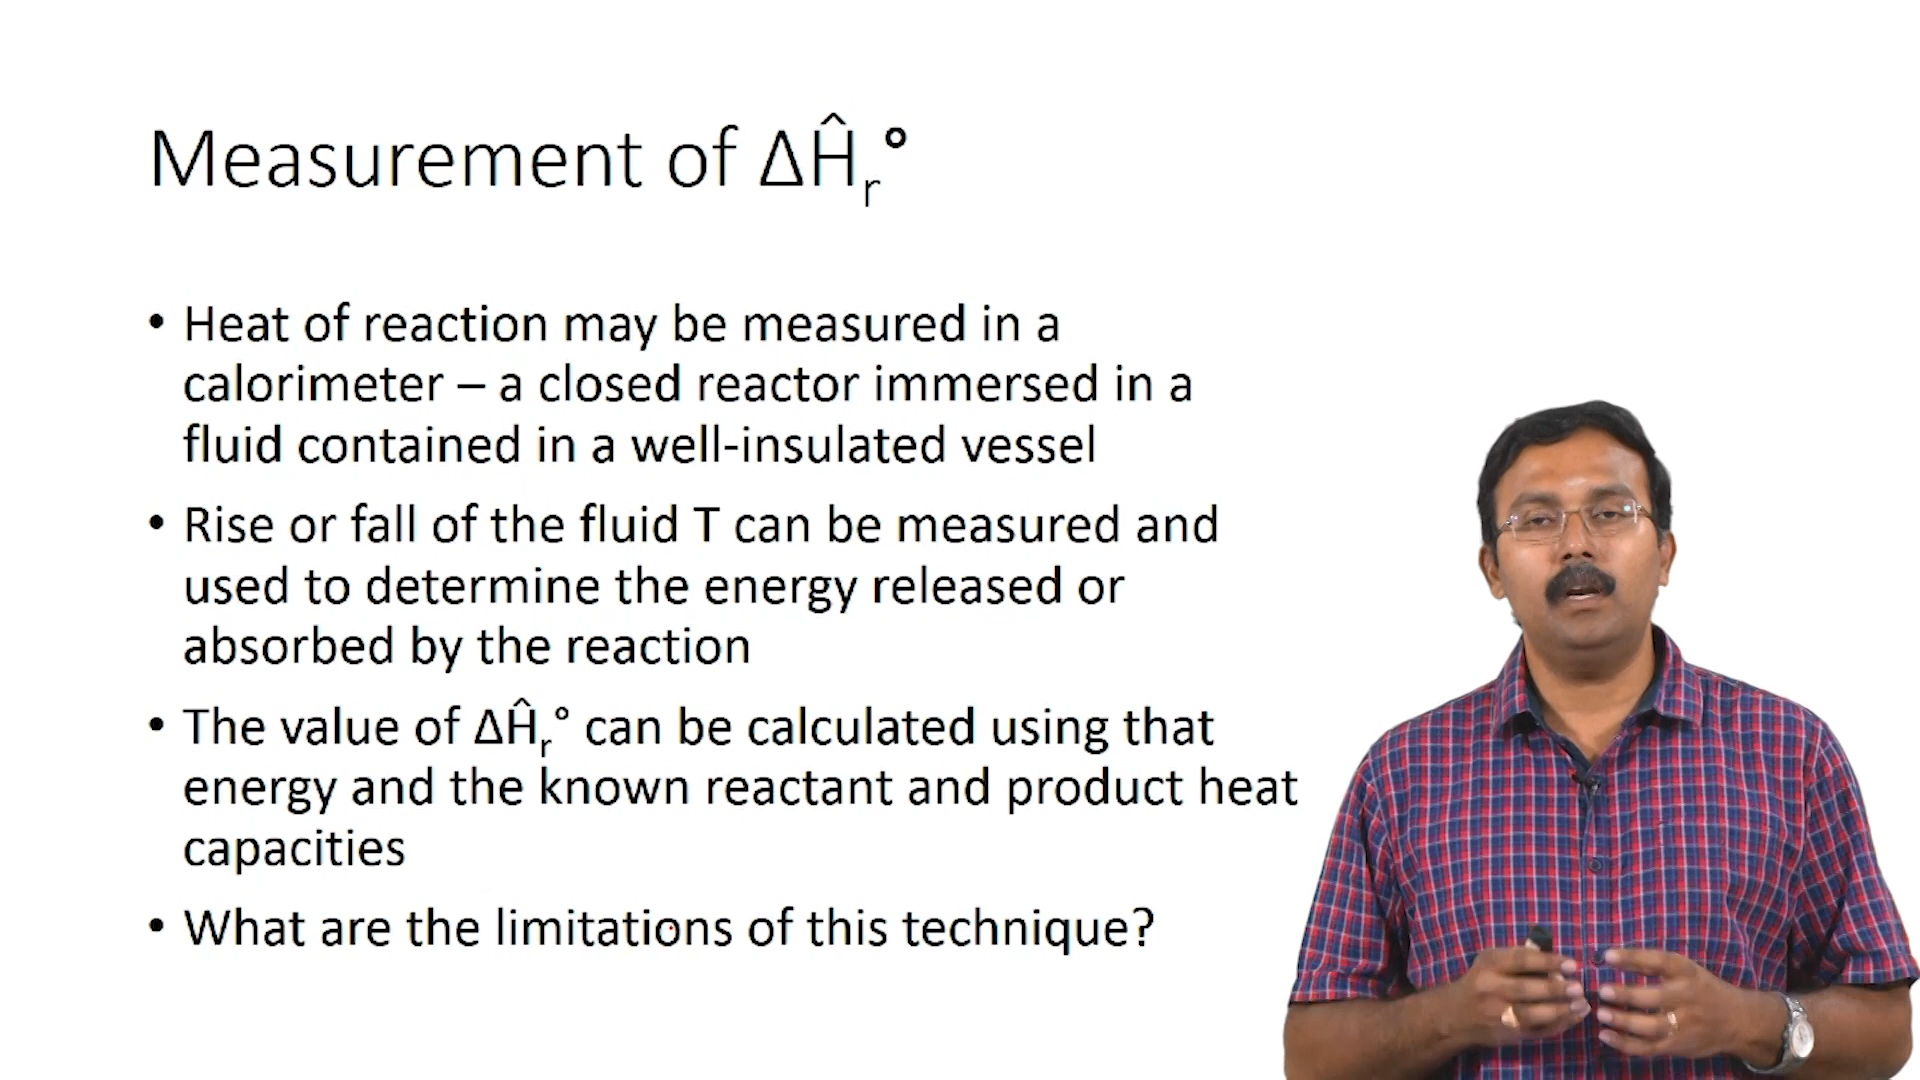 Measurement of ΔĤr°
• Heat of reaction may be measured in a
calorimeter – a closed reactor immersed in a
fluid contained in a well-insulated vessel
• Rise or fall of the fluid T can be measured and
used to determine the energy released or
absorbed by the reaction
• The value of ΔĤr° can be calculated using that
energy and the known reactant and product heat
capacities
• What are the limitations of this technique?